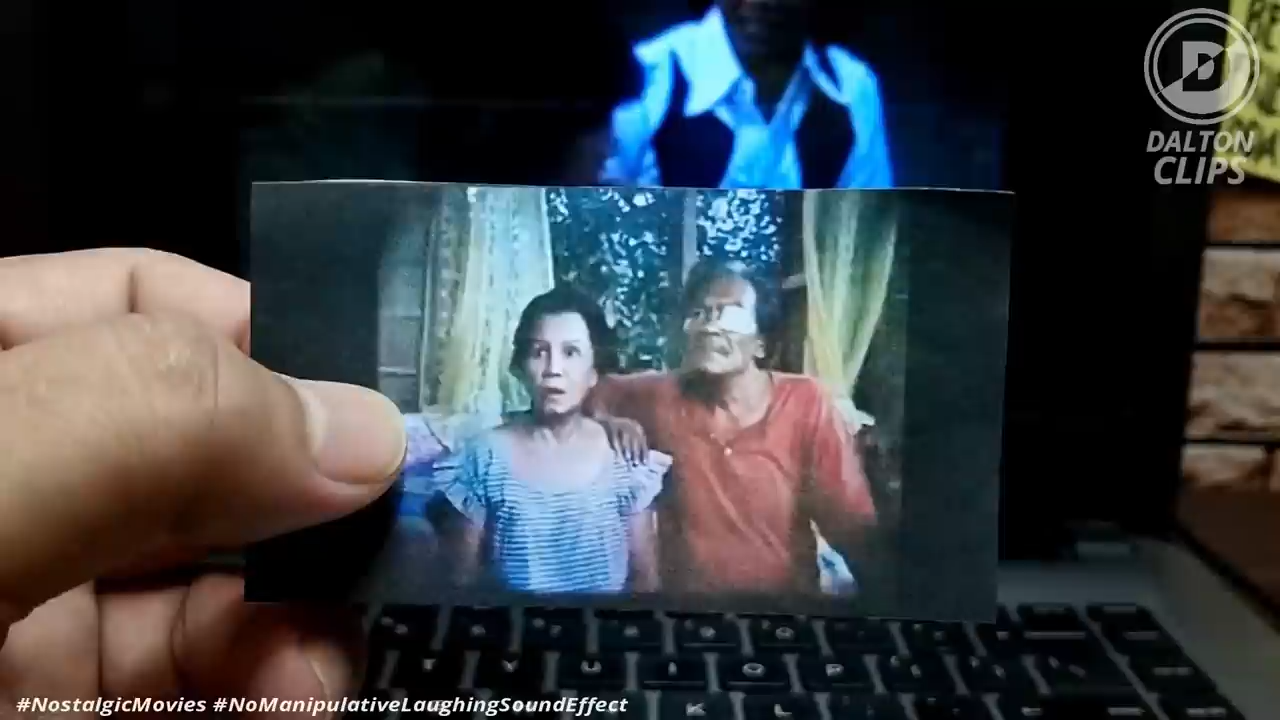 D
DALTON
CLIPS
T Y U I O P
K L
#NostalgicMovies #NoManipulativeLaughingSoundEffect